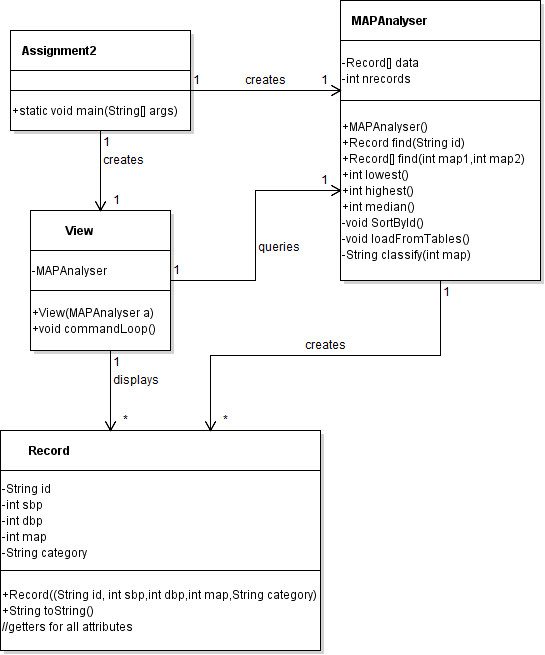 Assignment2
+static void main(String[] args)
1
creates
1
MAPAnalyser
-Record[] data
-int nrecords
+MAPAnalyser()
+Record find(String id)
+Record[] find(int map1,int map2)
+int lowest()
+int highest()
+int median()
-void SortById()
-void loadFromTables()
-String classify(int map)
1
creates
1
View
-MAPAnalyser
+View(MAPAnalyser a)
+void commandLoop()
1
queries
1
1
displays
*
1
creates
*
Record
-String id
-int sbp
-int dbp
-int map
-String category
+Record((String id, int sbp,int dbp,int map,String category)
+String toString()
//getters for all attributes